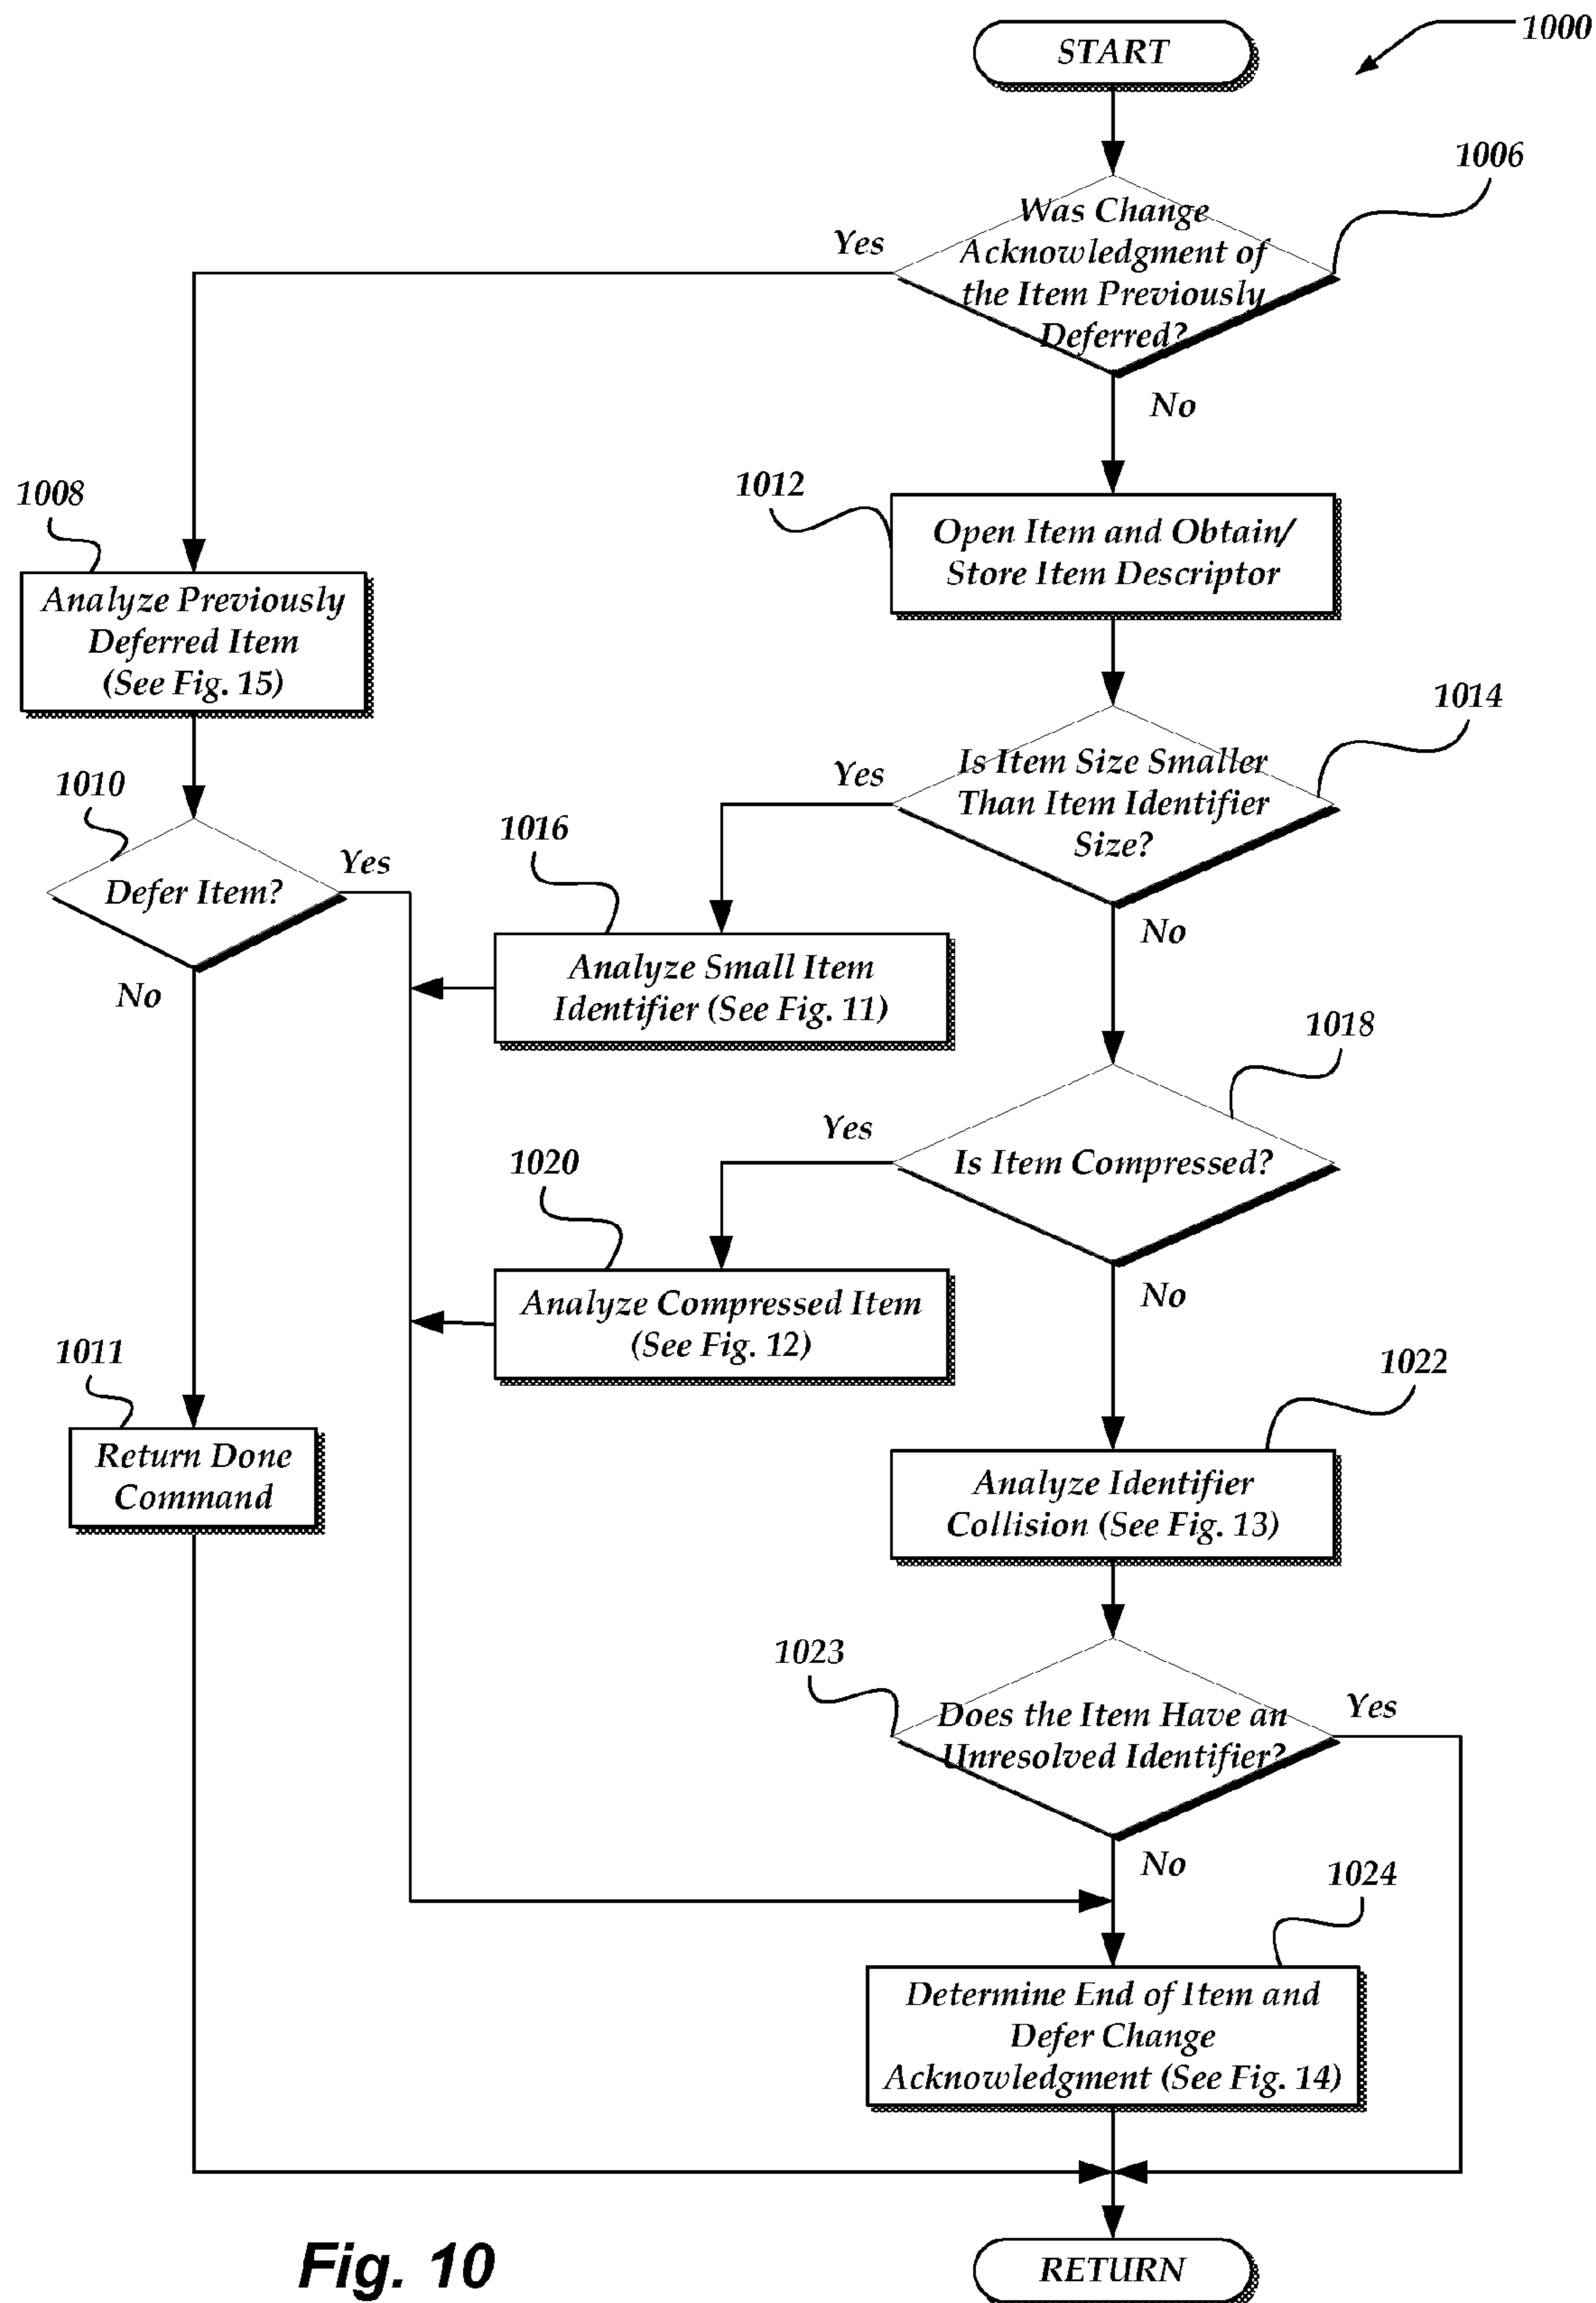 START
1000
1006
Was Change
Acknowledgment of
the Item Previously
Deferred?
Yes
No
1008
Analyze Previously
Deferred Item
(See Fig. 15)
1012
Open Item and Obtain/
Store Item Descriptor
1014
Is Item Size Smaller
Than Item Identifier
Size?
Yes
No
1010
Defer Item?
Yes
No
1016
Analyze Small Item
Identifier (See Fig. 11)
1018
Is Item Compressed?
Yes
No
1020
Analyze Compressed Item
(See Fig. 12)
1011
Return Done
Command
1022
Analyze Identifier
Collision (See Fig. 13)
1023
Does the Item Have an
Unresolved Identifier?
Yes
No
1024
Determine End of Item and
Defer Change
Acknowledgment (See Fig. 14)
RETURN
Fig. 10